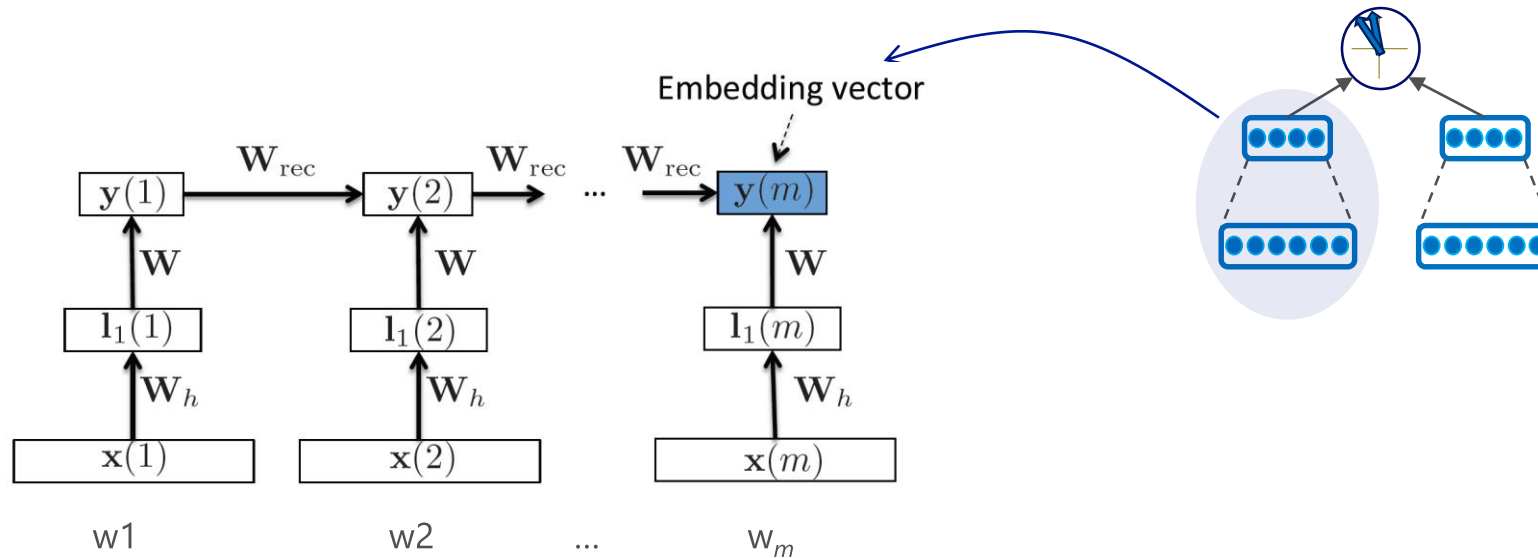 Embedding vector
W_rec W_rec W_rec
y(1) y(2) ... y(m)
W W W
l_1(1) l_1(2) l_1(m)
W_h W_h W_h
x(1) x(2) x(m)
w1 w2 ... w_m